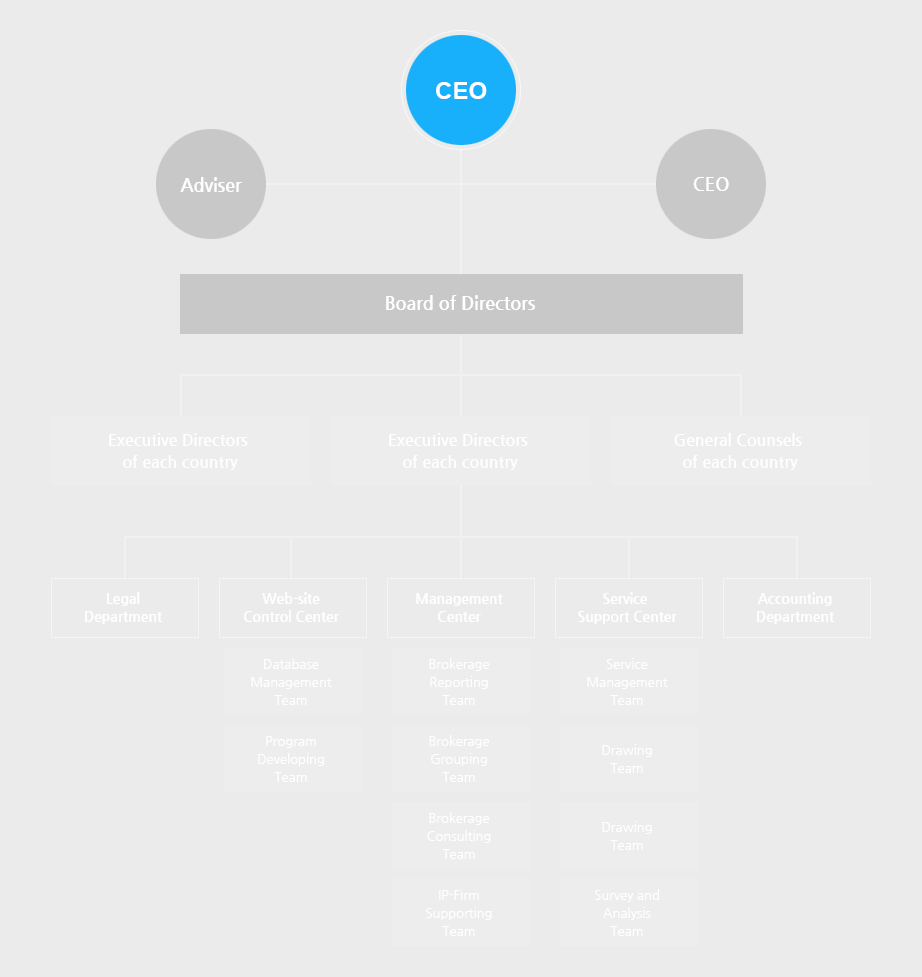 CEO
Adviser
CEO
Board of Directors
Executive Directors
of each country
Executive Directors
of each country
General Counsels
of each country
Legal
Department
Web-site
Control Center
Management
Center
Service
Support Center
Accounting
Department
Database
Management
Team
Program
Developing
Team
Brokerage
Reporting
Team
Brokerage
Grouping
Team
Brokerage
Consulting
Team
IP-Firm
Supporting
Team
Service
Management
Team
Drawing
Team
Drawing
Team
Survey and
Analysis
Team